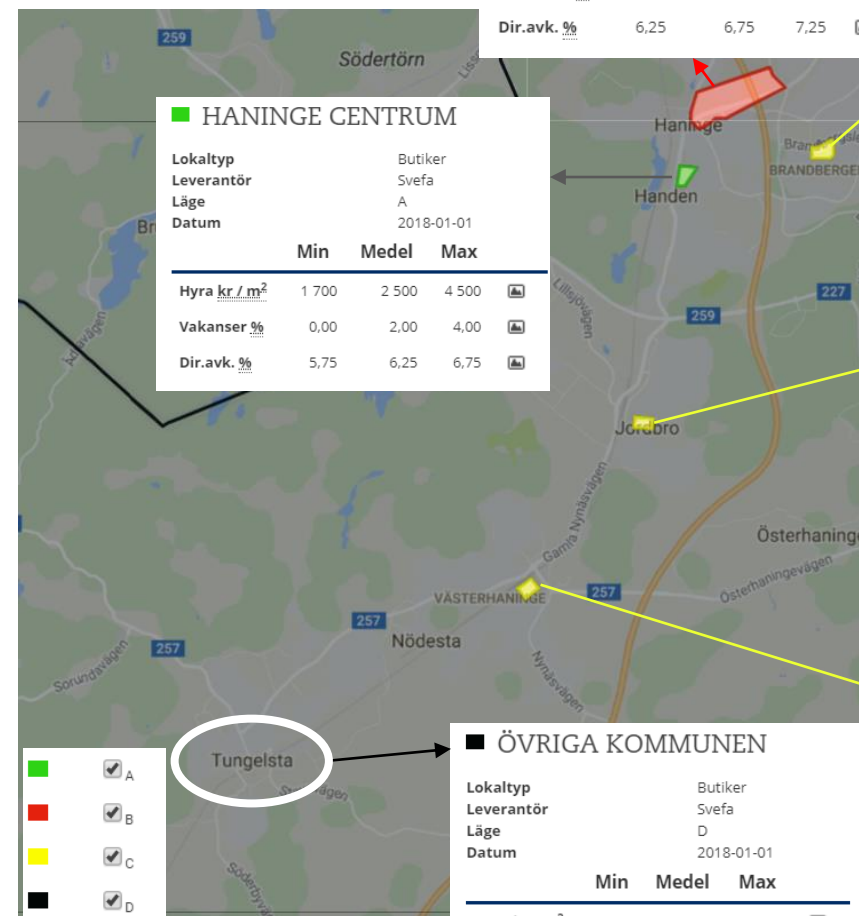 Dir.avk. % 6,25 6,75 7,25
259
Södertörn
HANINGE CENTRUM
Lokaltyp Butiker
Leverantör Svefa
Läge A
Datum 2018-01-01
Min Medel Max
Hyra kr / m² 1 700 2 500 4 500
Vakanser % 0,00 2,00 4,00
Dir.avk. % 5,75 6,25 6,75
Haninge
BRANDBERGEN
Handen
Lillsjövägen
227
259
Jordbro
Gamla Nynäsvägen
Österhaninge
Österhaningevägen
VÄSTERHANINGE
257
257
Nödesta
257
Sorundavägen
Nynäsvägen
Tungelsta
Söderbyvä
A
B
C
D
ÖVRIGA KOMMUNEN
Lokaltyp Butiker
Leverantör Svefa
Läge D
Datum 2018-01-01
Min Medel Max